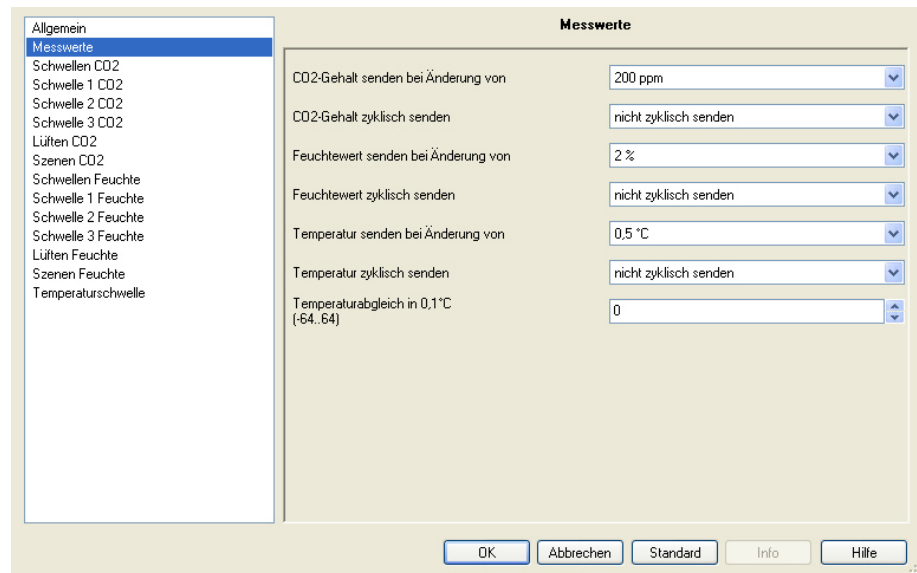 Allgemein
Messwerte
Schwellen CO2
Schwelle 1 CO2
Schwelle 2 CO2
Schwelle 3 CO2
Lüften CO2
Szenen CO2
Schwellen Feuchte
Schwelle 1 Feuchte
Schwelle 2 Feuchte
Schwelle 3 Feuchte
Lüften Feuchte
Szenen Feuchte
Temperaturschwelle
Messwerte
CO2-Gehalt senden bei Änderung von 200 ppm
CO2-Gehalt zyklisch senden nicht zyklisch senden
Feuchtewert senden bei Änderung von 2 %
Feuchtewert zyklisch senden nicht zyklisch senden
Temperatur senden bei Änderung von 0,5 °C
Temperatur zyklisch senden nicht zyklisch senden
Temperaturabgleich in 0,1°C
(-64..64) 0
OK Abbrechen Standard Info Hilfe